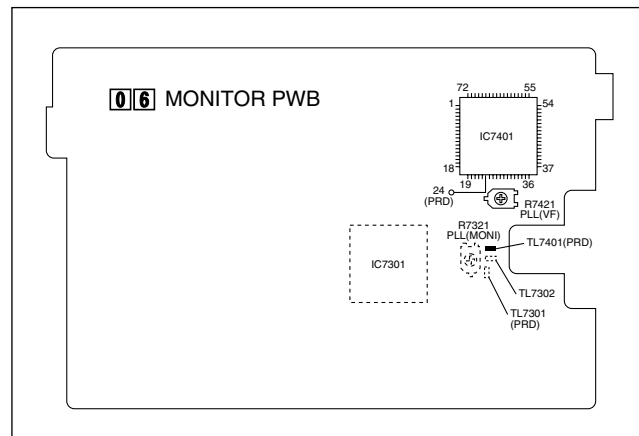 06 MONITOR PWB
72 55
1 54
IC7401
18 37
19 36
24
(PRD)
R7421
PLL(VF)
R7321
PLL(MONI)
TL7401(PRD)
IC7301
TL7302
TL7301
(PRD)